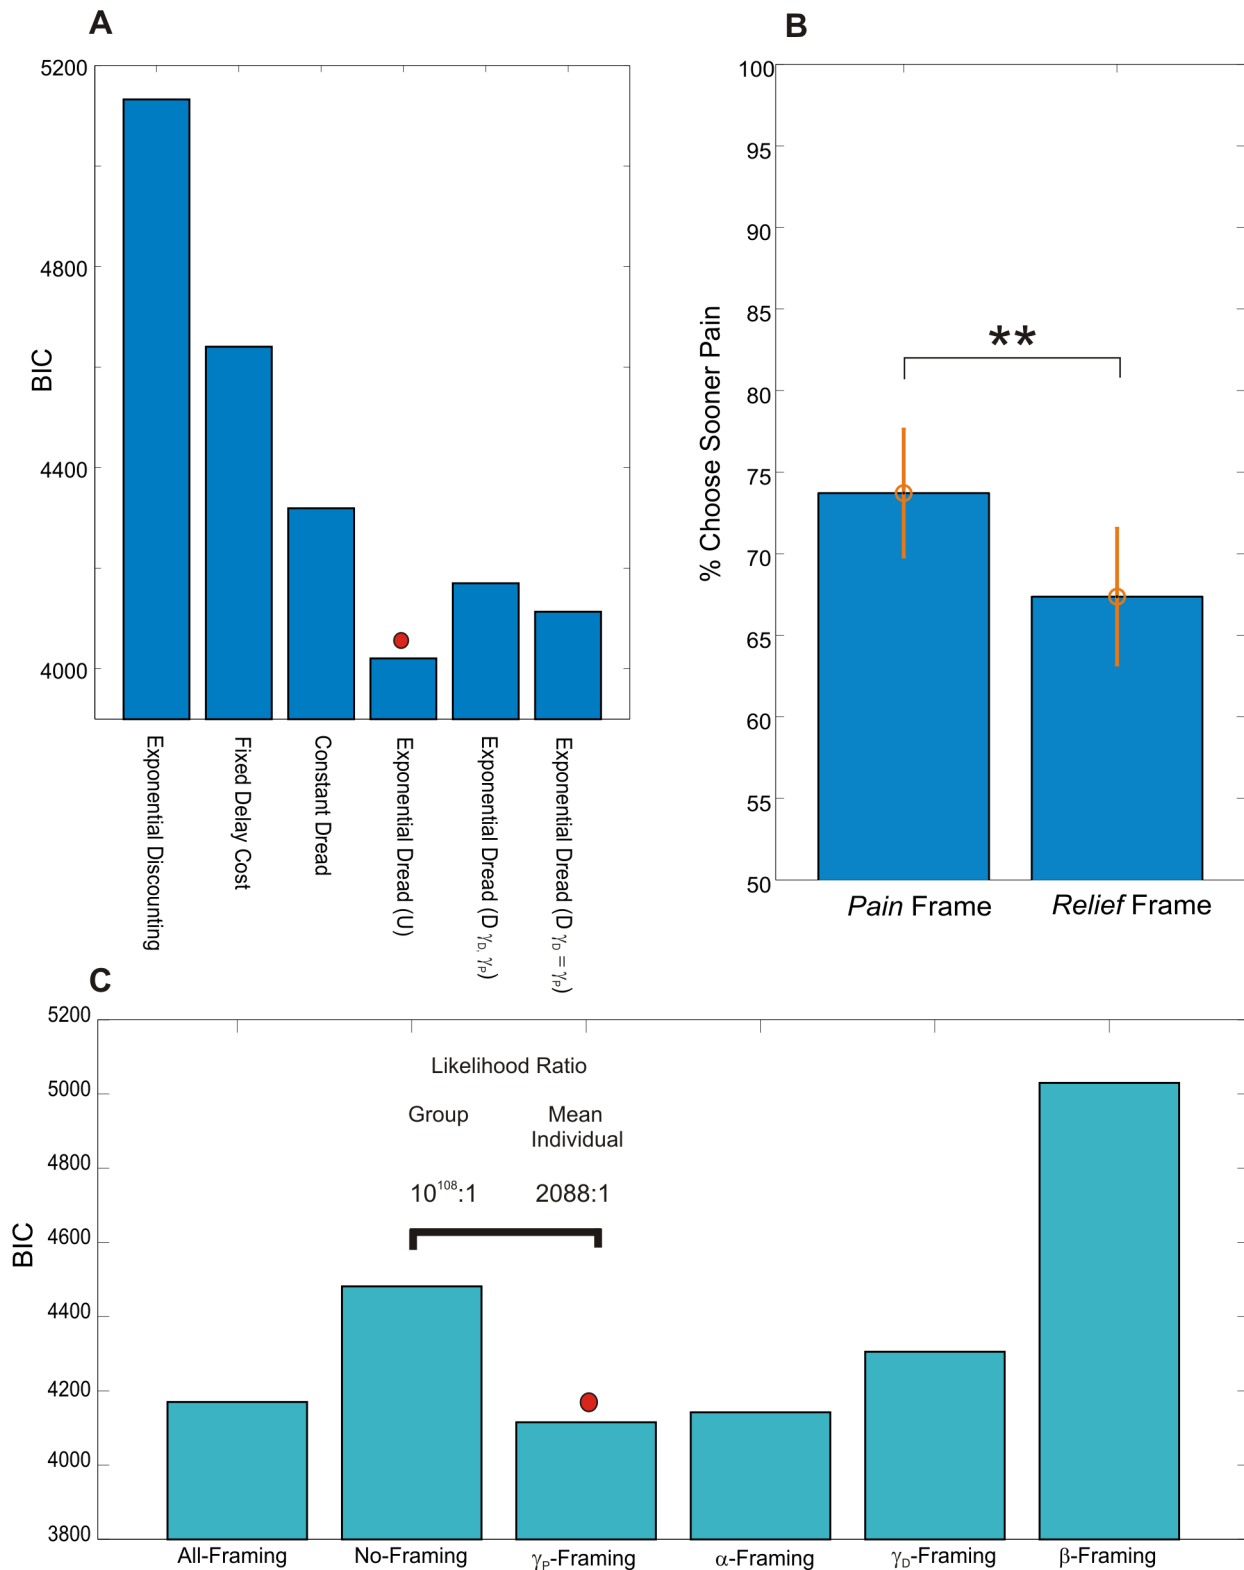 A
5200
4800
4400
4000
BIC
Exponential Discounting
Fixed Delay Cost
Constant Dread
Exponential Dread (U)
Exponential Dread (D γD, γP)
Exponential Dread (D γD = γP)
B
100
95
90
85
80
75
70
65
60
55
50
% Choose Sooner Pain
**
Pain Frame
Relief Frame
C
5200
5000
4800
4600
4400
4200
4000
3800
BIC
Likelihood Ratio
Group Mean
Individual
10^108:1 2088:1
All-Framing
No-Framing
γP-Framing
α-Framing
γD-Framing
β-Framing